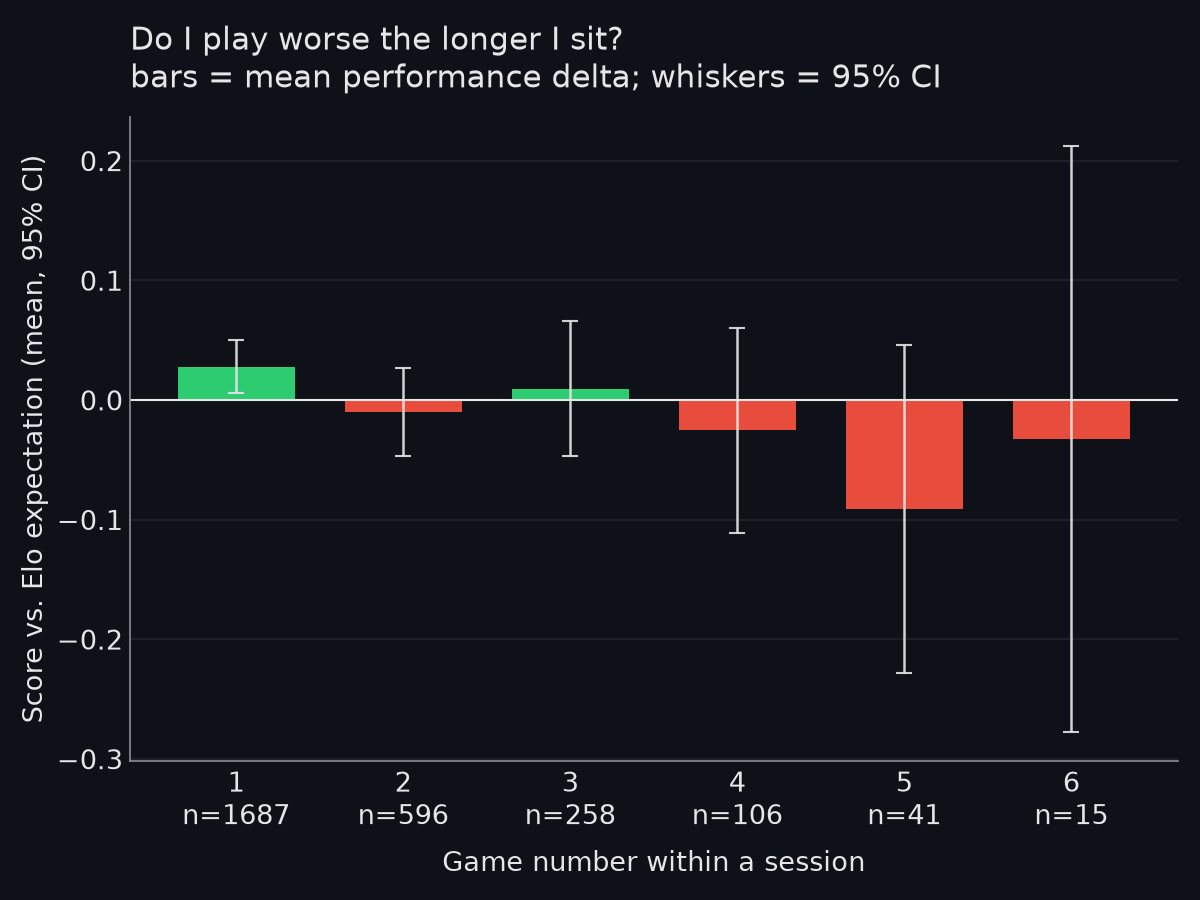 Do I play worse the longer I sit?
bars = mean performance delta; whiskers = 95% CI
Score vs. Elo expectation (mean, 95% CI)
0.2
0.1
0.0
−0.1
−0.2
−0.3
1 2 3 4 5 6
n=1687 n=596 n=258 n=106 n=41 n=15
Game number within a session